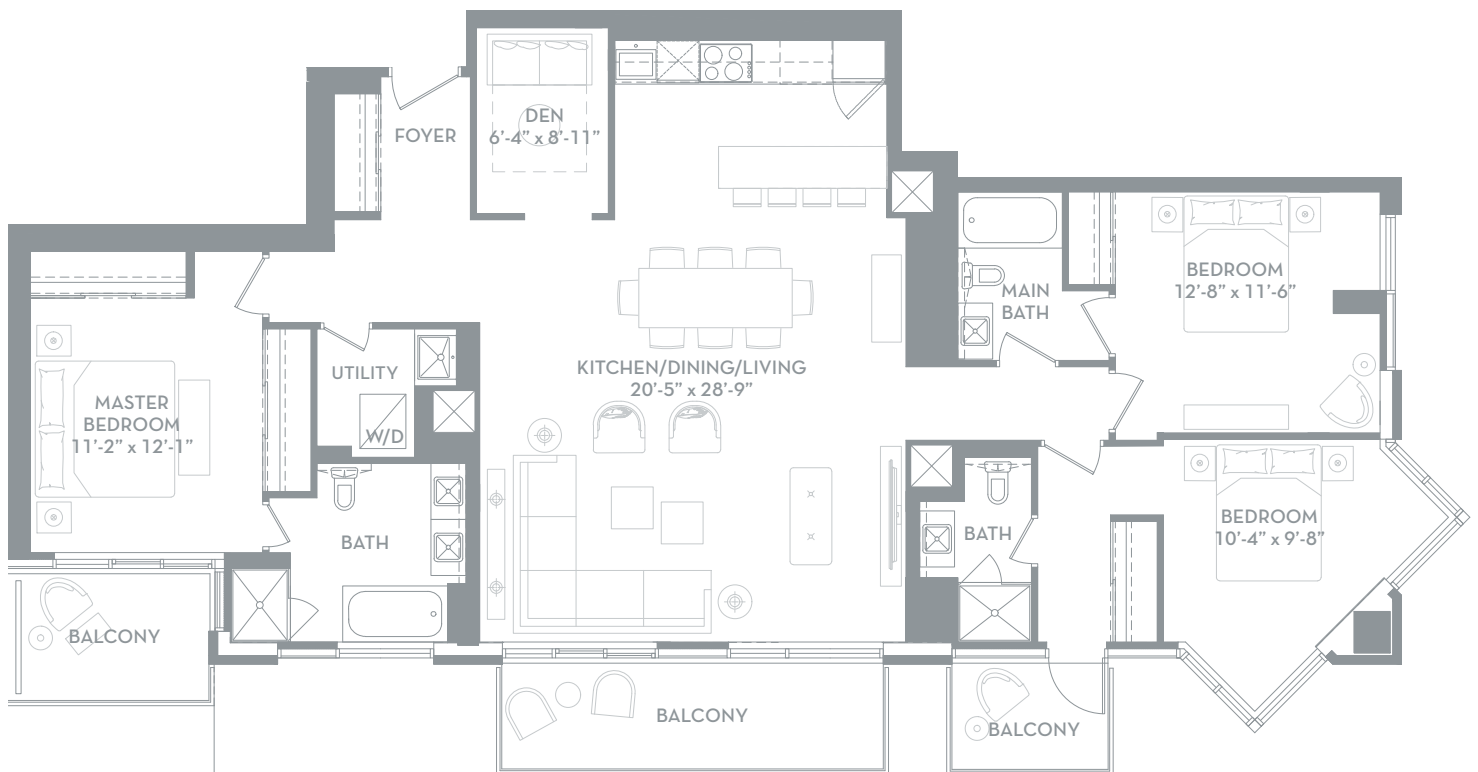 DEN
6’-4” x 8’-11”
FOYER
MAIN
BATH
BEDROOM
12’-8” x 11’-6”
KITCHEN/DINING/LIVING
20’-5” x 28’-9”
UTILITY
W/D
MASTER
BEDROOM
11’-2” x 12’-1”
BATH
BATH
BEDROOM
10’-4” x 9’-8”
BALCONY
BALCONY
BALCONY